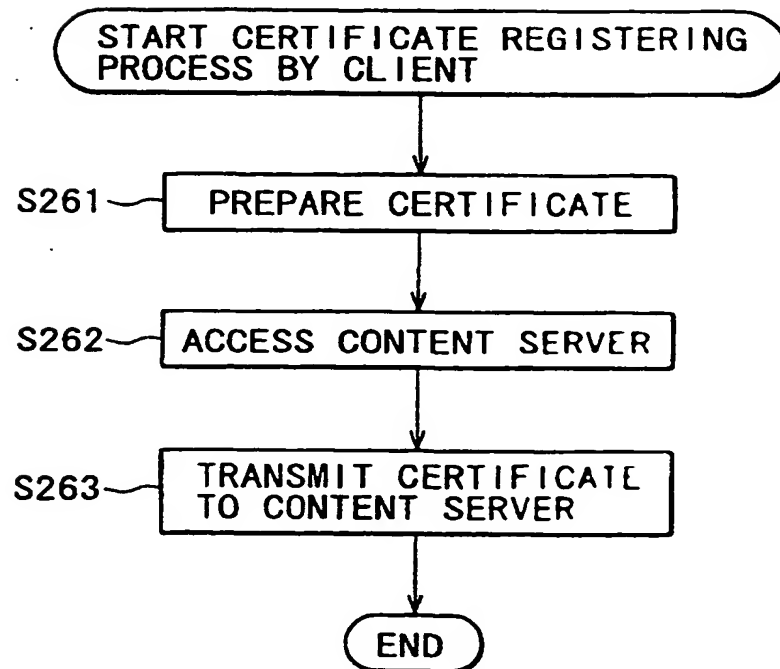 START CERTIFICATE REGISTERING
PROCESS BY CLIENT
S261
PREPARE CERTIFICATE
S262
ACCESS CONTENT SERVER
S263
TRANSMIT CERTIFICATE
TO CONTENT SERVER
END